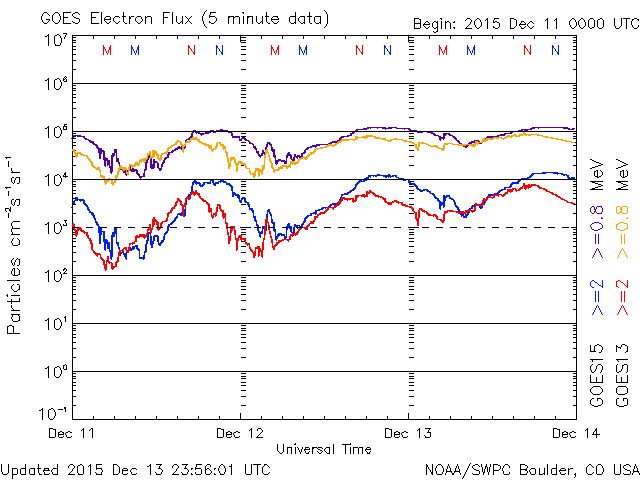 GOES Electron Flux (5 minute data)
Begin: 2015 Dec 11 0000 UTC
10⁷
M M N N M M N N M M N N
10⁶
10⁵
10⁴
10³
10²
10¹
10⁰
10⁻¹
Particles cm⁻²s⁻¹sr⁻¹
Dec 11 Dec 12 Dec 13 Dec 14
Universal Time
GOES15 >=2 >=0.8 MeV
GOES13 >=2 >=0.8 MeV
Updated 2015 Dec 13 23:56:01 UTC
NOAA/SWPC Boulder, CO USA